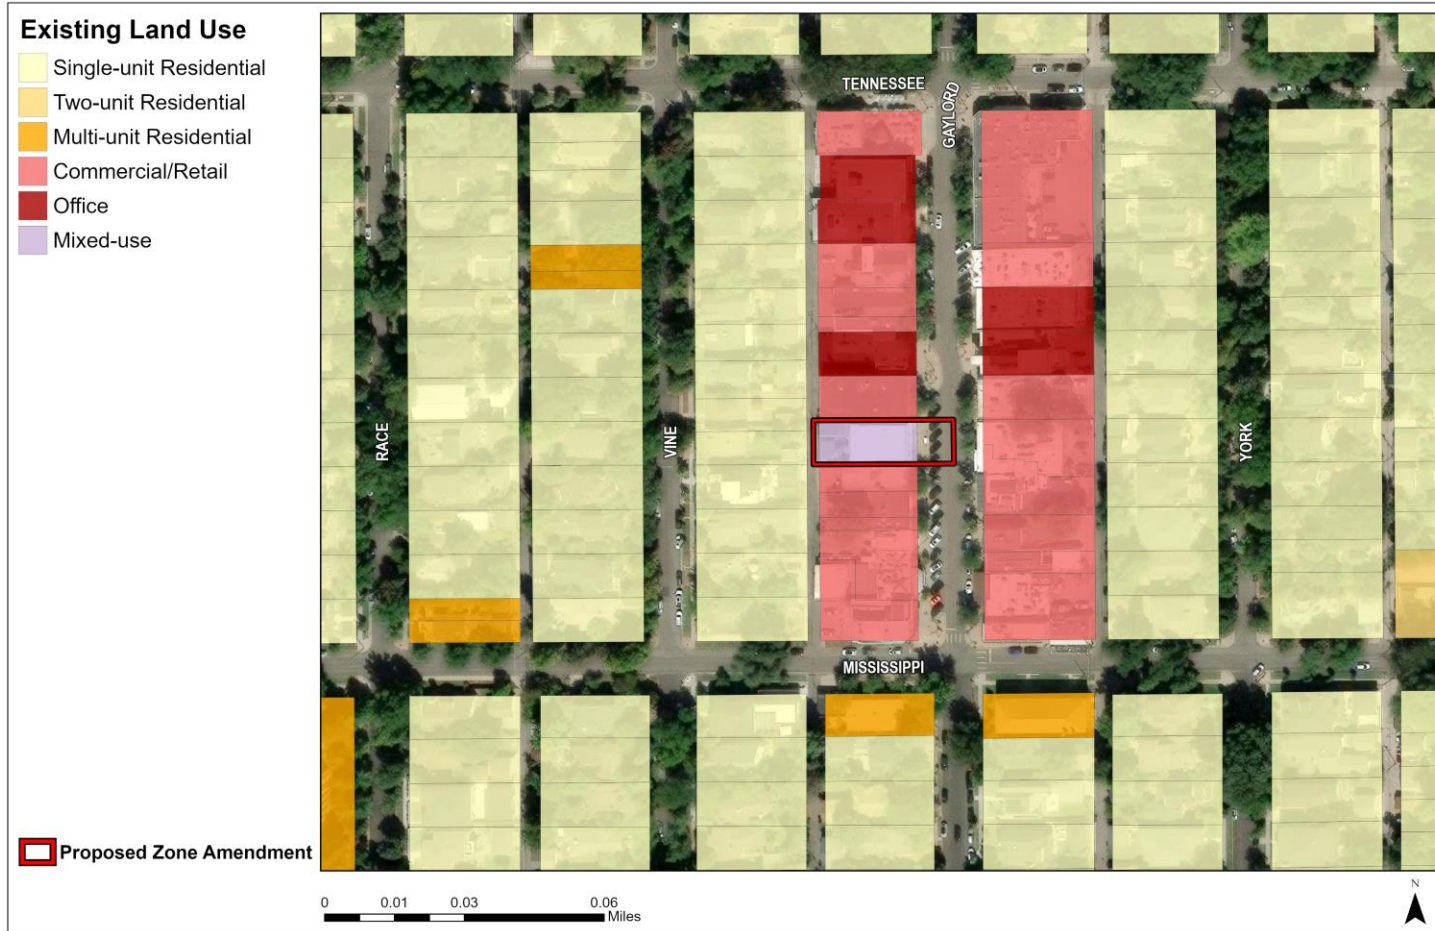 Existing Land Use
Single-unit Residential
Two-unit Residential
Multi-unit Residential
Commercial/Retail
Office
Mixed-use
Proposed Zone Amendment
TENNESSEE
GAYLORD
RACE
VINE
YORK
MISSISSIPPI
0 0.01 0.03 0.06
Miles
N